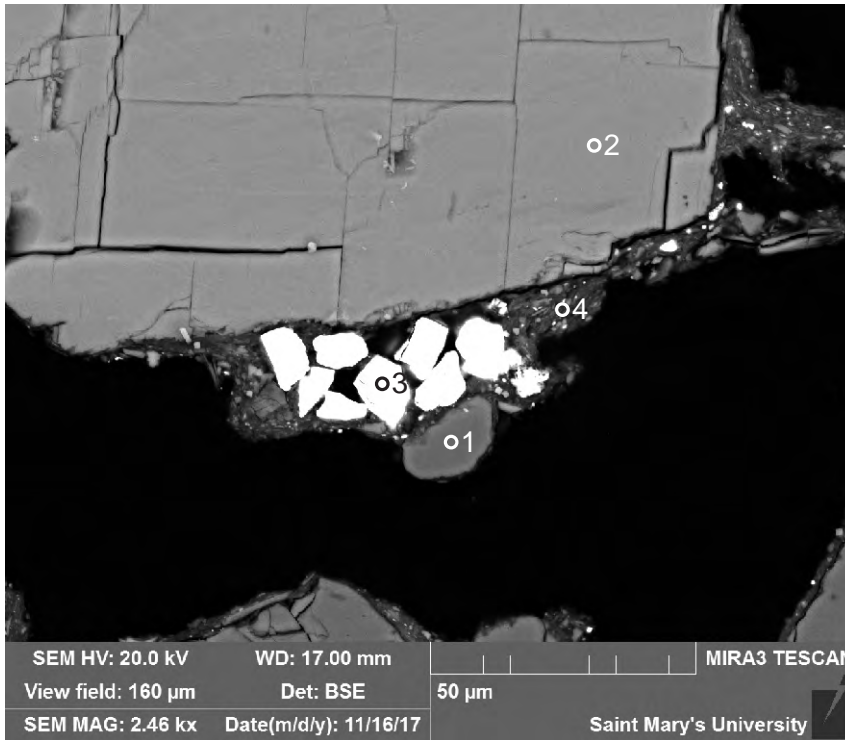 2
4
3
1
SEM HV: 20.0 kV WD: 17.00 mm MIRA3 TESCAN
View field: 160 µm Det: BSE 50 µm
SEM MAG: 2.46 kx Date(m/d/y): 11/16/17 Saint Mary's University